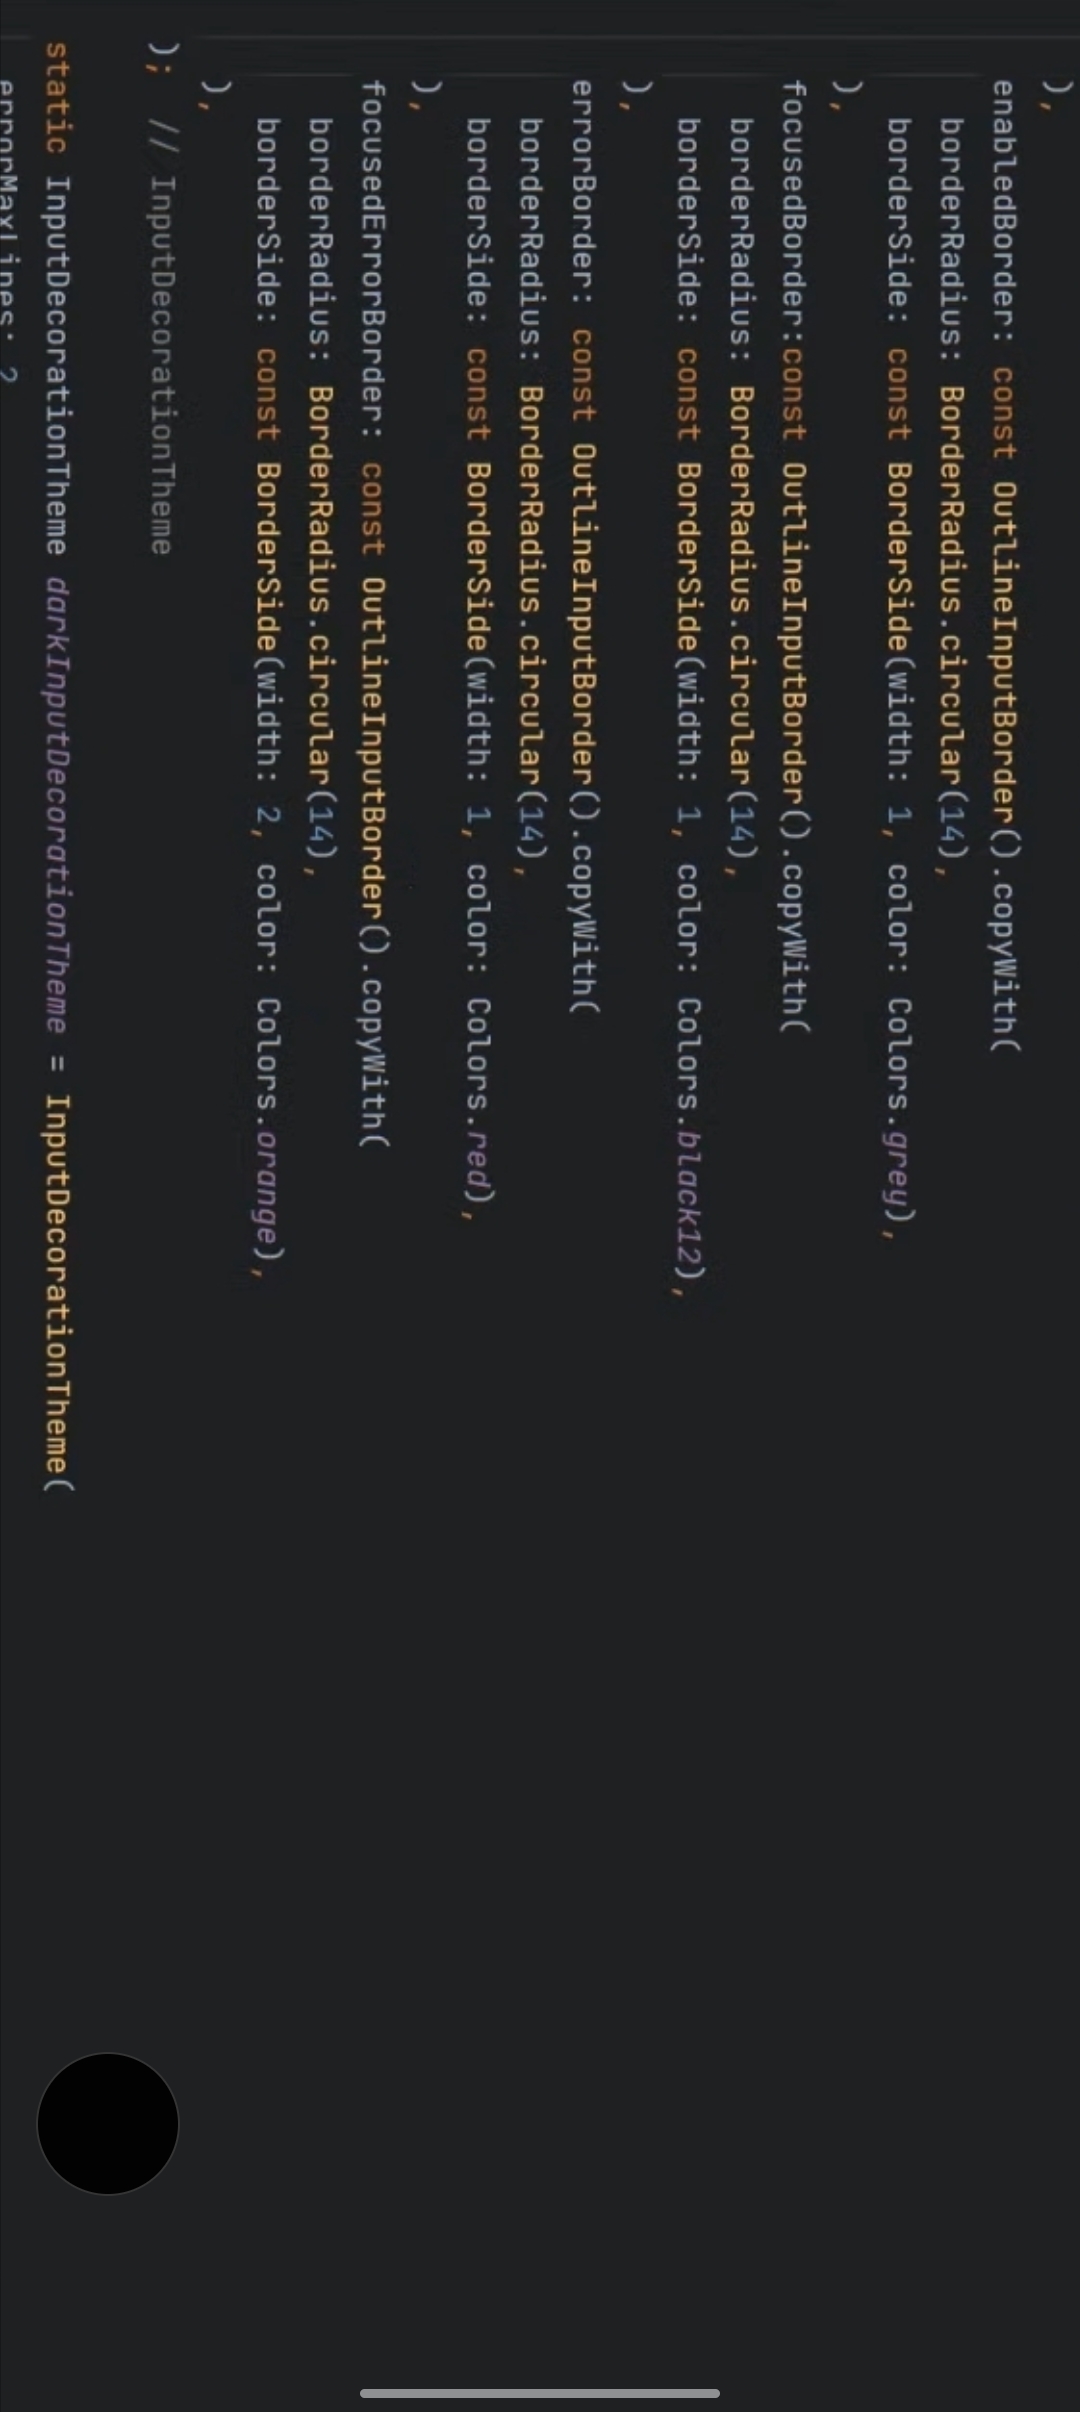 ),
enabledBorder: const OutlineInputBorder().copyWith(
borderRadius: BorderRadius.circular(14),
borderSide: const BorderSide(width: 1, color: Colors.grey),
),
focusedBorder:const OutlineInputBorder().copyWith(
borderRadius: BorderRadius.circular(14),
borderSide: const BorderSide(width: 1, color: Colors.black12),
),
errorBorder: const OutlineInputBorder().copyWith(
borderRadius: BorderRadius.circular(14),
borderSide: const BorderSide(width: 1, color: Colors.red),
),
focusedErrorBorder: const OutlineInputBorder().copyWith(
borderRadius: BorderRadius.circular(14),
borderSide: const BorderSide(width: 2, color: Colors.orange),
),
); // InputDecorationTheme
static InputDecorationTheme darkInputDecorationTheme = InputDecorationTheme(
errorMaxLines: 2